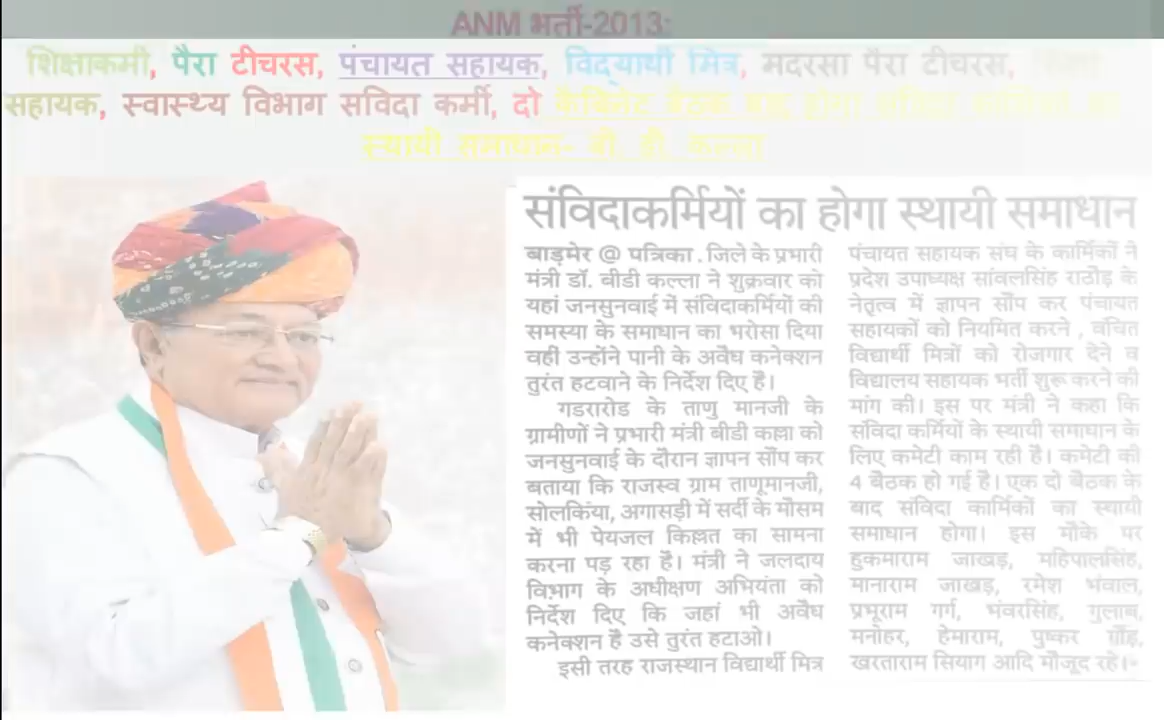 ANM भर्ती-2013:
शिक्षाकर्मी, पैरा टीचरस, पंचायत सहायक, विद्यार्थी मित्र, मदरसा पैरा टीचरस,
सहायक, स्वास्थ्य विभाग सविदा कर्मी, दो कैबिनेट बैठक बाद होगा
स्थायी समाधान- बी. डी. कल्ला
संविदाकर्मियों का होगा स्थायी समाधान
बाड़मेर @ पत्रिका . जिले के प्रभारी
मंत्री डॉ. बीडी कल्ला ने शुक्रवार को
यहां जनसुनवाई में संविदाकर्मियों की
समस्या के समाधान का भरोसा दिया
वही उन्होंने पानी के अवैध कनेक्शन
तुरंत हटवाने के निर्देश दिए है।
गडरारोड के ताणु मानजी के
ग्रामीणों ने प्रभारी मंत्री बीडी कल्ला को
जनसुनवाई के दौरान ज्ञापन सौंप कर
बताया कि राजस्व ग्राम ताणूमानजी,
सोलकिंया, अगासड़ी में सर्दी के मौसम
में भी पेयजल किल्लत का सामना
करना पड़ रहा है। मंत्री ने जलदाय
विभाग के अधीक्षण अभियंता को
निर्देश दिए कि जहां भी अवैध
कनेक्शन है उसे तुरंत हटाओ।
इसी तरह राजस्थान विद्यार्थी मित्र
पंचायत सहायक संघ के कार्मिकों ने
प्रदेश उपाध्यक्ष सांवलसिंह राठौड़ के
नेतृत्व में ज्ञापन सौंप कर पंचायत
सहायकों को नियमित करने , वंचित
विद्यार्थी मित्रों को रोजगार देने व
विद्यालय सहायक भर्ती शुरू करने की
मांग की। इस पर मंत्री ने कहा कि
संविदा कर्मियों के स्थायी समाधान के
लिए कमेटी काम रही है। कमेटी की
4 बैठक हो गई है। एक दो बैठक के
बाद संविदा कार्मिकों का स्थायी
समाधान होगा। इस मौके पर
हुकमाराम जाखड़, महिपालसिंह,
मानाराम जाखड़, रमेश भंवाल,
प्रभूराम गर्ग, भंवरसिंह, गुलाब,
मनोहर, हेमाराम, पुष्कर गौड़,
खरताराम सियाग आदि मौजूद रहे।